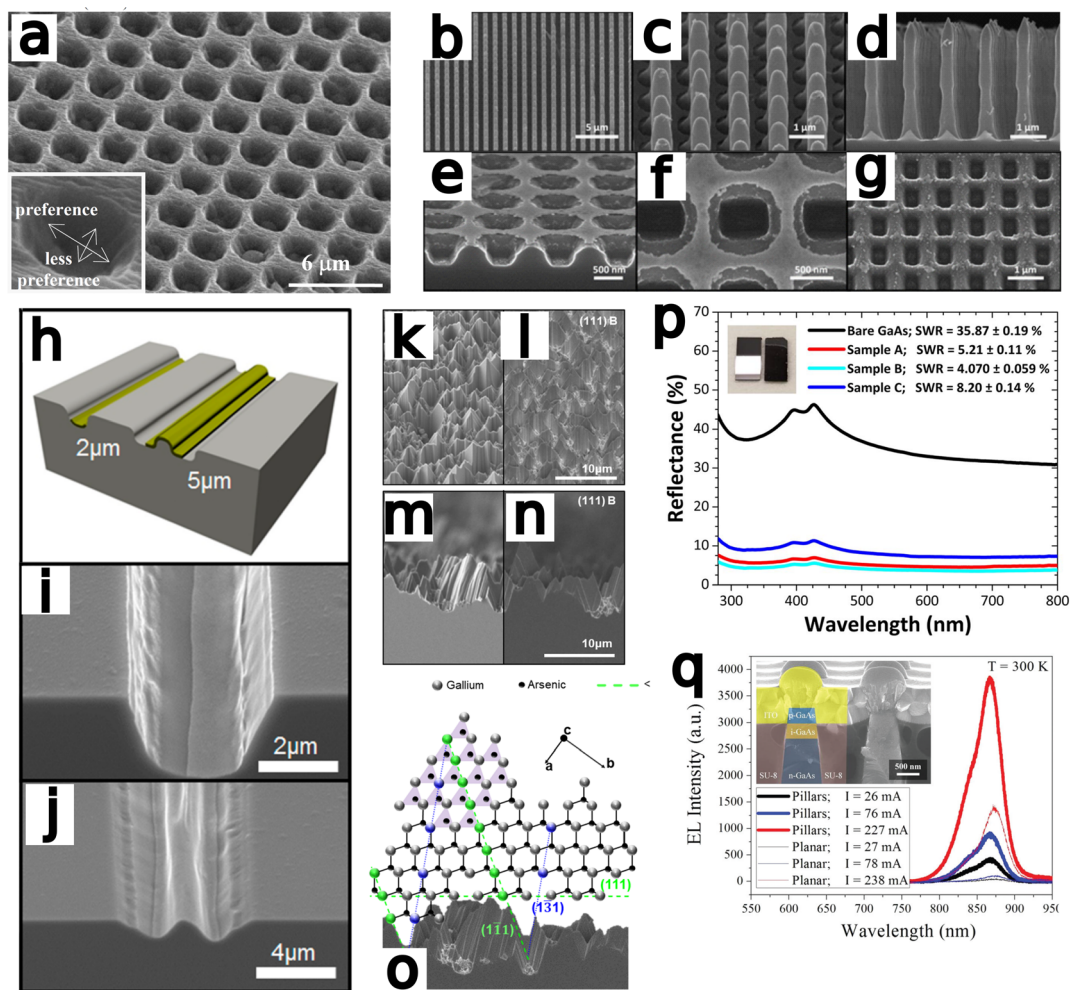 a
preference
less
preference
6 μm
b
5 μm
c
1 μm
d
1 μm
e
500 nm
f
500 nm
g
1 μm
h
2μm
5μm
i
2μm
j
4μm
k
l
(111) B
10μm
m
n
(111) B
10μm
Gallium
Arsenic
<
c
a
b
(111)
(131)
(111)
o
p
Bare GaAs; SWR = 35.87 ± 0.19 %
Sample A; SWR = 5.21 ± 0.11 %
Sample B; SWR = 4.070 ± 0.059 %
Sample C; SWR = 8.20 ± 0.14 %
Reflectance (%)
70
60
50
40
30
20
10
0
300 400 500 600 700 800
Wavelength (nm)
q
T = 300 K
EL Intensity (a.u.)
4000
3500
3000
2500
2000
1500
1000
500
0
ITO
p-GaAs
i-GaAs
SU-8
n-GaAs
SU-8
500 nm
Pillars; I = 26 mA
Pillars; I = 76 mA
Pillars; I = 227 mA
Planar; I = 27 mA
Planar; I = 78 mA
Planar; I = 238 mA
550 600 650 700 750 800 850 900 950
Wavelength (nm)